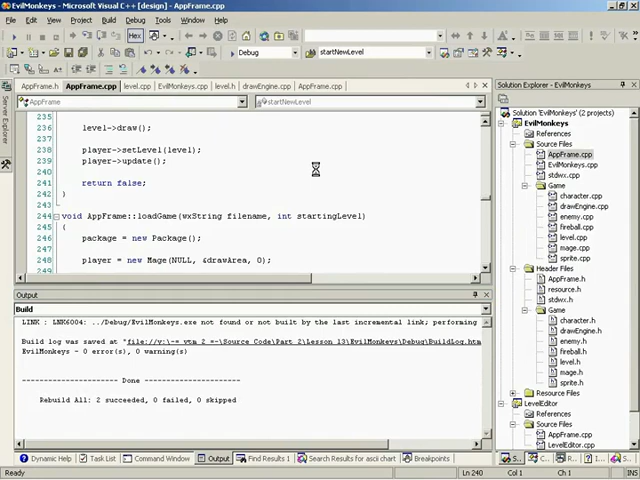 EvilMonkeys - Microsoft Visual C++ [design] - AppFrame.cpp
File Edit View Project Build Debug Tools Window Help
Hex
Debug startNewLevel
AppFrame.h AppFrame.cpp level.cpp EvilMonkeys.cpp level.h drawEngine.cpp AppFrame.cpp
AppFrame startNewLevel
235
236 level->draw();
237
238 player->setLevel(level);
239 player->update();
240
241 return false;
242 }
243
244 void AppFrame::loadGame(wxString filename, int startingLevel)
245 {
246 package = new Package();
247
248 player = new Mage(NULL, &drawArea, 0);
249
Output
Build
LINK : LNK6004: ../Debug/EvilMonkeys.exe not found or not built by the last incremental link; performing
Build log was saved at "file://y:\-= vtm 2 =-\Source Code\Part 2\Lesson 13\EvilMonkeys\Debug\BuildLog.htm
EvilMonkeys - 0 error(s), 0 warning(s)
---------------------- Done ----------------------
Rebuild All: 2 succeeded, 0 failed, 0 skipped
Server Explorer
Solution Explorer - EvilMonkeys
Solution 'EvilMonkeys' (2 projects)
EvilMonkeys
References
Source Files
AppFrame.cpp
EvilMonkeys.cpp
stdwx.cpp
Game
character.cpp
drawEngine.cpp
enemy.cpp
fireball.cpp
level.cpp
mage.cpp
sprite.cpp
Header Files
AppFrame.h
resource.h
stdwx.h
Game
character.h
drawEngine.h
enemy.h
fireball.h
level.h
mage.h
sprite.h
Resource Files
LevelEditor
References
Source Files
AppFrame.cpp
LevelEditor.cpp
Dynamic Help Task List Command Window Output Find Results 1 Search Results for ascii chart Breakpoints
S... C... R... I... S...
Ready Ln 240 Col 1 Ch 1 INS